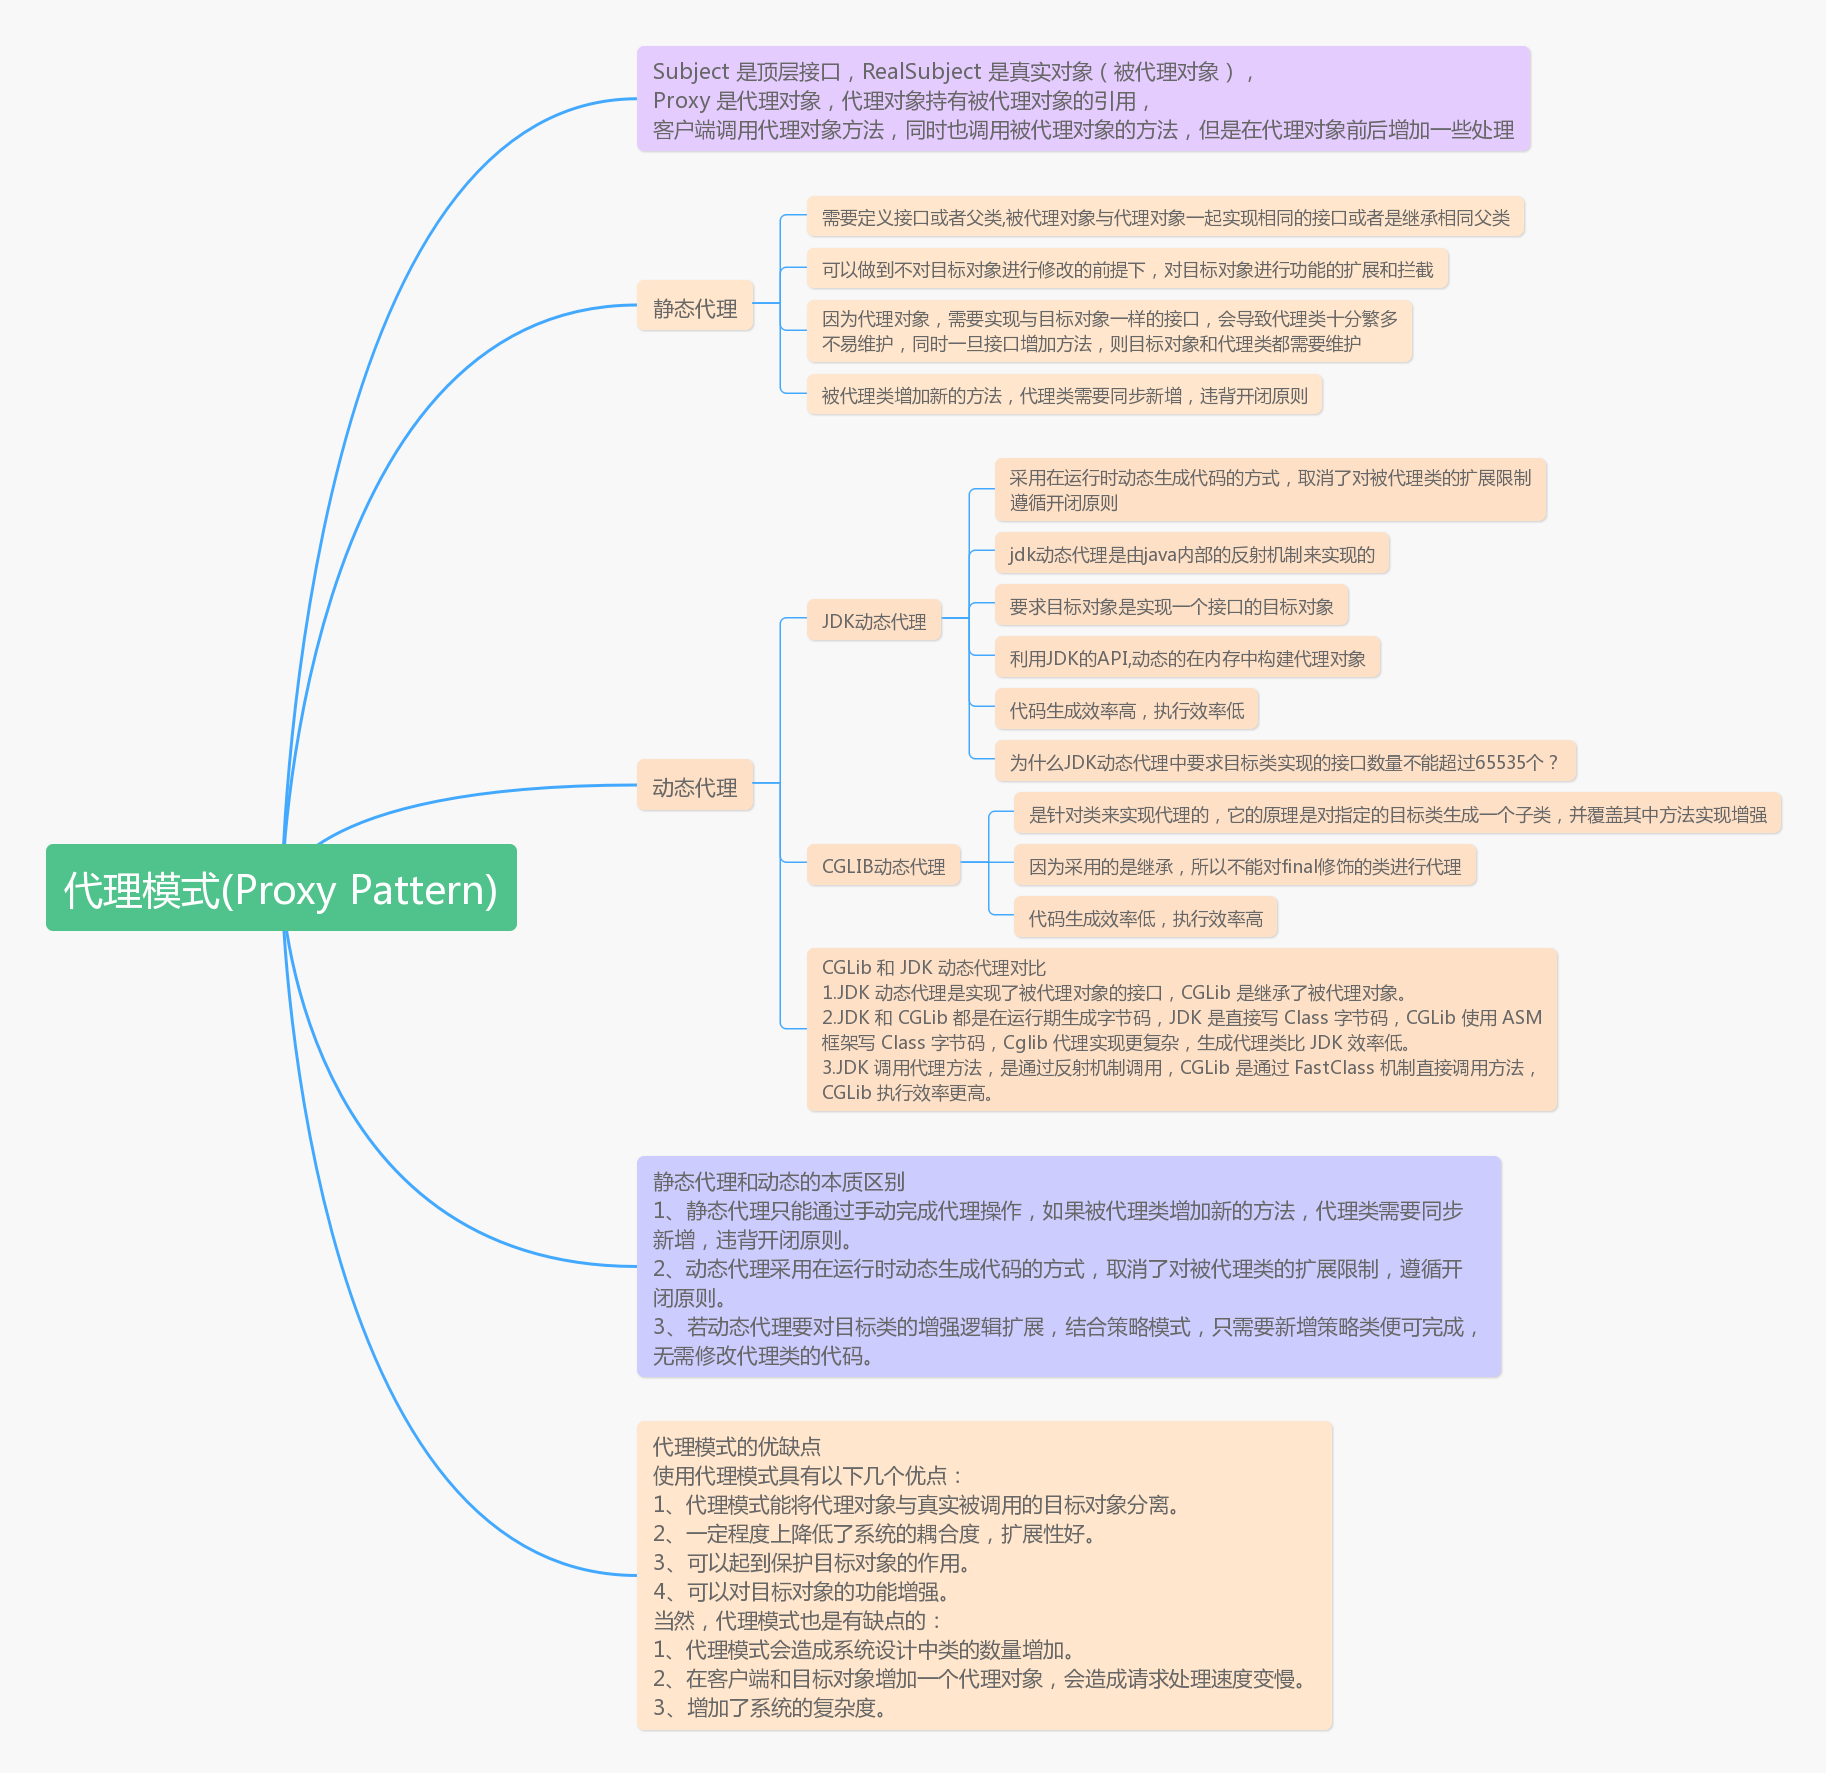 Subject 是顶层接口，RealSubject 是真实对象（被代理对象），
Proxy 是代理对象，代理对象持有被代理对象的引用，
客户端调用代理对象方法，同时也调用被代理对象的方法，但是在代理对象前后增加一些处理
静态代理
需要定义接口或者父类,被代理对象与代理对象一起实现相同的接口或者是继承相同父类
可以做到不对目标对象进行修改的前提下，对目标对象进行功能的扩展和拦截
因为代理对象，需要实现与目标对象一样的接口，会导致代理类十分繁多
不易维护，同时一旦接口增加方法，则目标对象和代理类都需要维护
被代理类增加新的方法，代理类需要同步新增，违背开闭原则
动态代理
JDK动态代理
采用在运行时动态生成代码的方式，取消了对被代理类的扩展限制
遵循开闭原则
jdk动态代理是由java内部的反射机制来实现的
要求目标对象是实现一个接口的目标对象
利用JDK的API,动态的在内存中构建代理对象
代码生成效率高，执行效率低
为什么JDK动态代理中要求目标类实现的接口数量不能超过65535个？
CGLIB动态代理
是针对类来实现代理的，它的原理是对指定的目标类生成一个子类，并覆盖其中方法实现增强
因为采用的是继承，所以不能对final修饰的类进行代理
代码生成效率低，执行效率高
CGLib 和 JDK 动态代理对比
1.JDK 动态代理是实现了被代理对象的接口，CGLib 是继承了被代理对象。
2.JDK 和 CGLib 都是在运行期生成字节码，JDK 是直接写 Class 字节码，CGLib 使用 ASM
框架写 Class 字节码，Cglib 代理实现更复杂，生成代理类比 JDK 效率低。
3.JDK 调用代理方法，是通过反射机制调用，CGLib 是通过 FastClass 机制直接调用方法，
CGLib 执行效率更高。
代理模式(Proxy Pattern)
静态代理和动态的本质区别
1、静态代理只能通过手动完成代理操作，如果被代理类增加新的方法，代理类需要同步
新增，违背开闭原则。
2、动态代理采用在运行时动态生成代码的方式，取消了对被代理类的扩展限制，遵循开
闭原则。
3、若动态代理要对目标类的增强逻辑扩展，结合策略模式，只需要新增策略类便可完成，
无需修改代理类的代码。
代理模式的优缺点
使用代理模式具有以下几个优点：
1、代理模式能将代理对象与真实被调用的目标对象分离。
2、一定程度上降低了系统的耦合度，扩展性好。
3、可以起到保护目标对象的作用。
4、可以对目标对象的功能增强。
当然，代理模式也是有缺点的：
1、代理模式会造成系统设计中类的数量增加。
2、在客户端和目标对象增加一个代理对象，会造成请求处理速度变慢。
3、增加了系统的复杂度。